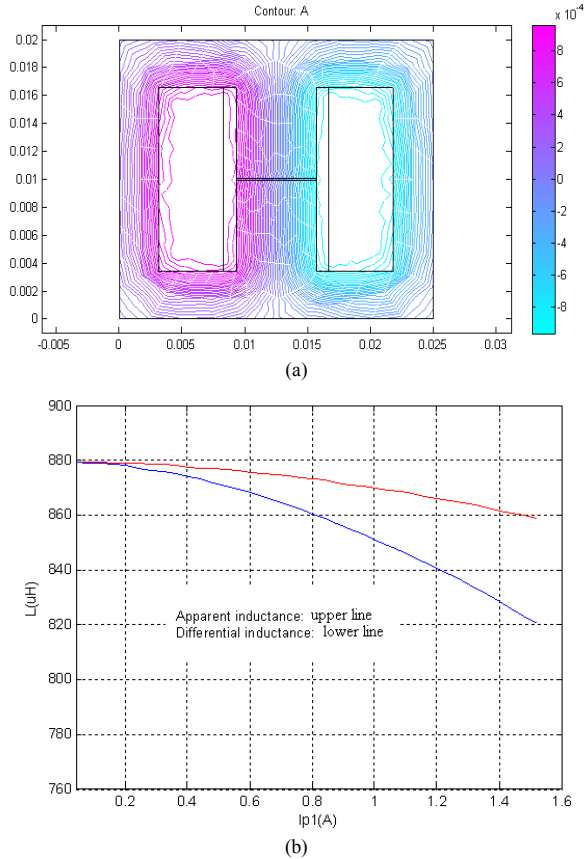 Contour: A
x 10⁻⁴
0.02
0.018
0.016
0.014
0.012
0.01
0.008
0.006
0.004
0.002
0
-0.005 0 0.005 0.01 0.015 0.02 0.025 0.03
8
6
4
2
0
-2
-4
-6
-8
(a)
900
880
860
840
820
800
780
760
L(uH)
Apparent inductance: upper line
Differential inductance: lower line
0.2 0.4 0.6 0.8 1 1.2 1.4 1.6
Ip1(A)
(b)